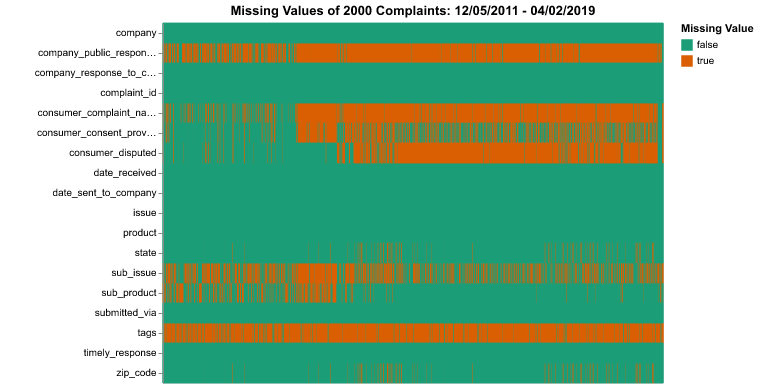 Missing Values of 2000 Complaints: 12/05/2011 - 04/02/2019
company
company_public_respon…
company_response_to_c…
complaint_id
consumer_complaint_na…
consumer_consent_prov…
consumer_disputed
date_received
date_sent_to_company
issue
product
state
sub_issue
sub_product
submitted_via
tags
timely_response
zip_code
Missing Value
false
true